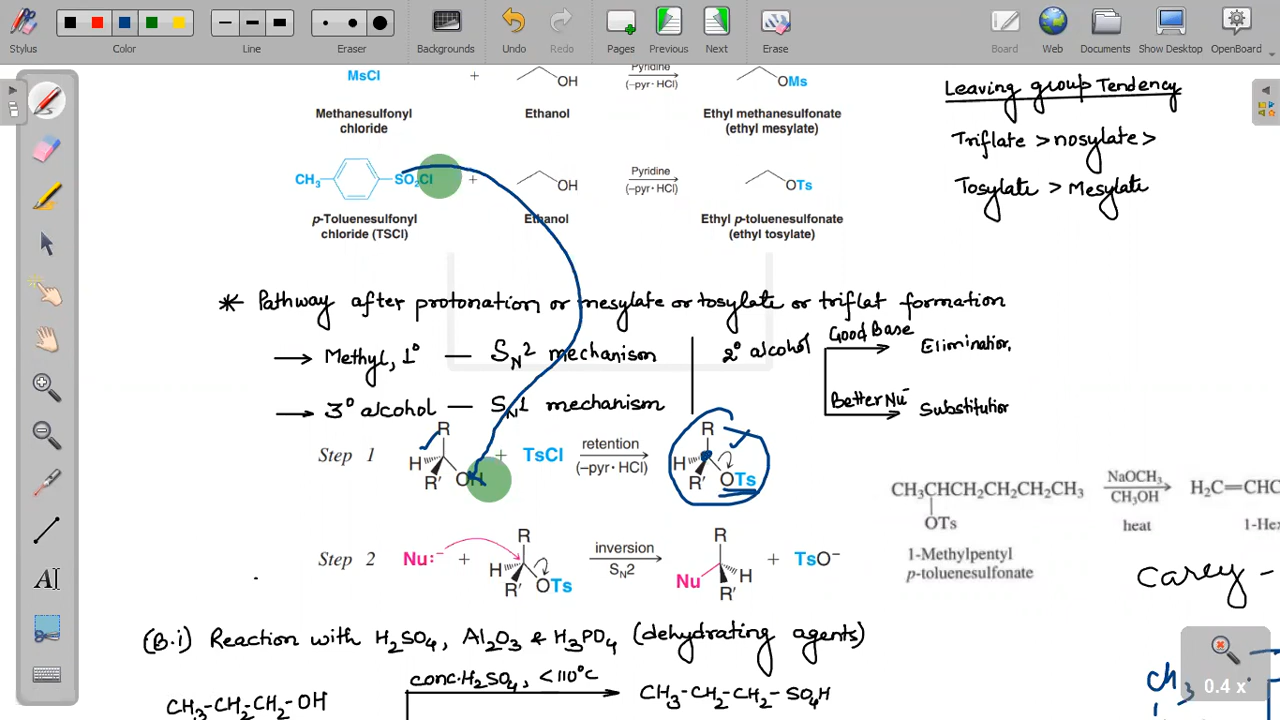 Stylus Color Line Eraser Backgrounds Undo Redo Pages Previous Next Erase Board Web Documents Show Desktop OpenBoard
MsCl + OH Pyridine (–pyr·HCl) OMs
Methanesulfonyl chloride Ethanol Ethyl methanesulfonate (ethyl mesylate)
CH3 SO2Cl + OH Pyridine (–pyr·HCl) OTs
p-Toluenesulfonyl chloride (TSCl) Ethanol Ethyl p-toluenesulfonate (ethyl tosylate)
Leaving group Tendency
Triflate > nosylate >
Tosylate > Mesylate
* Pathway after protonation or mesylate or tosylate or triflat formation
→ Methyl, 1° — SN2 mechanism
→ 3° alcohol — SN1 mechanism
2° alcohol
Good Base → Elimination
Better Nu– → Substitution
Step 1 R H R' OH + TsCl retention (–pyr·HCl) R H R' OTs
Step 2 Nu:– + R H R' OTs inversion SN2 R Nu H R' + TsO–
CH3CHCH2CH2CH2CH3 NaOCH3 CH3OH heat H2C=CHC
OTs 1-Hex
1-Methylpentyl
p-toluenesulfonate
Carey –
(B.i) Reaction with H2SO4, Al2O3 & H3PO4 (dehydrating agents)
CH3-CH2-CH2-OH conc·H2SO4, <110°C CH3-CH2-CH2-SO4H
CH3
0.4 x